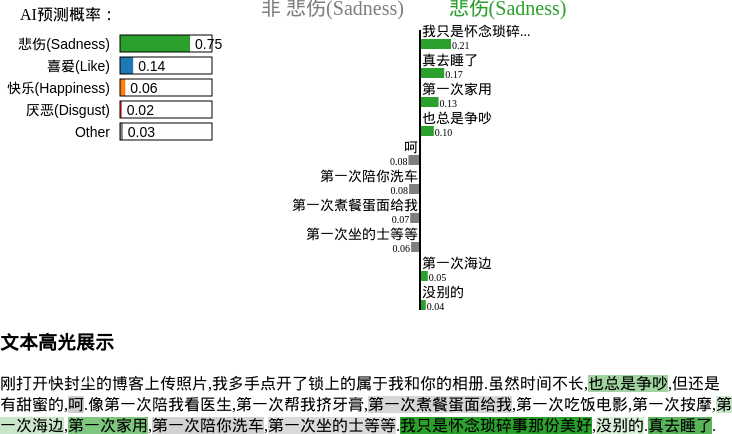 AI预测概率：
悲伤(Sadness) 0.75
喜爱(Like) 0.14
快乐(Happiness) 0.06
厌恶(Disgust) 0.02
Other 0.03
非 悲伤(Sadness) 悲伤(Sadness)
我只是怀念琐碎...
0.21
真去睡了
0.17
第一次家用
0.13
也总是争吵
0.10
呵
0.08
第一次陪你洗车
0.08
第一次煮餐蛋面给我
0.07
第一次坐的士等等
0.06
第一次海边
0.05
没别的
0.04
文本高光展示
刚打开快封尘的博客上传照片,我多手点开了锁上的属于我和你的相册.虽然时间不长,也总是争吵,但还是
有甜蜜的,呵.像第一次陪我看医生,第一次帮我挤牙膏,第一次煮餐蛋面给我,第一次吃饭电影,第一次按摩,第
一次海边,第一次家用,第一次陪你洗车,第一次坐的士等等.我只是怀念琐碎事那份美好,没别的.真去睡了.